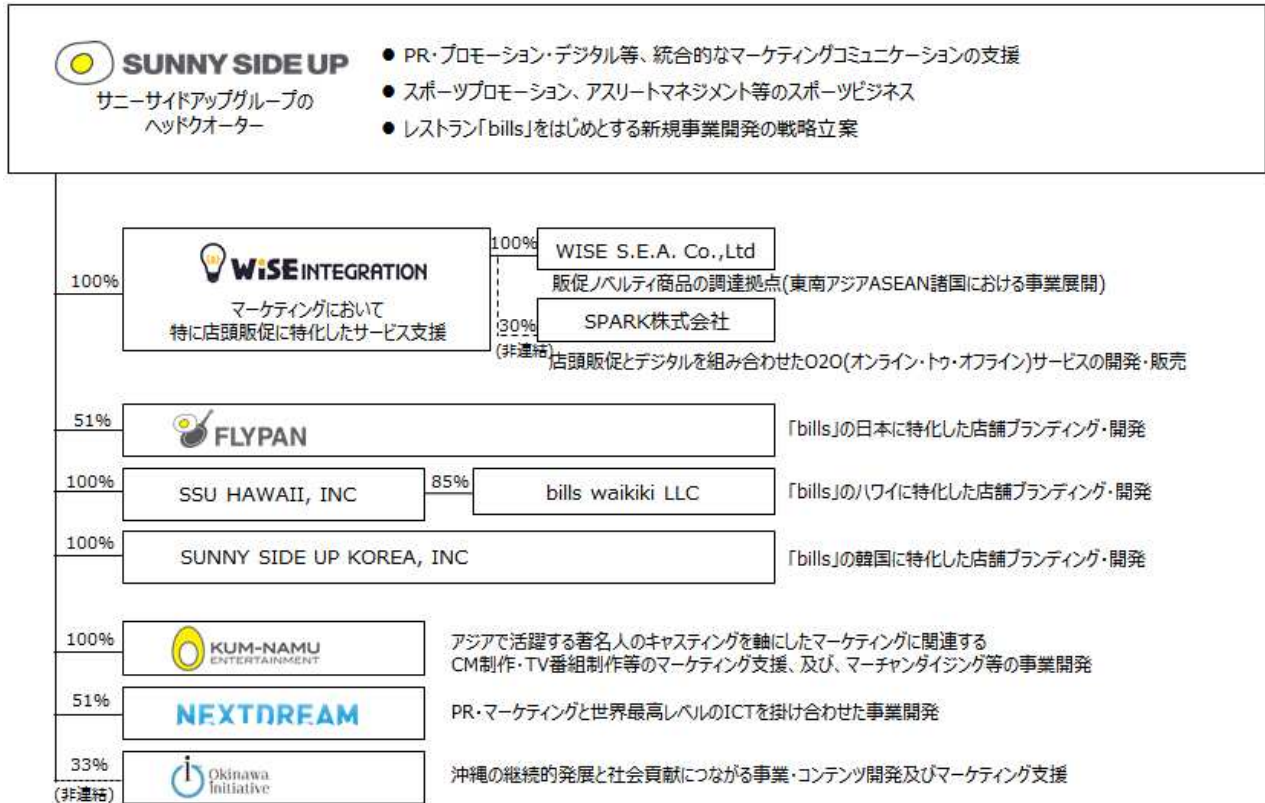 SUNNY SIDE UP
サニーサイドアップグループの
ヘッドクオーター
● PR・プロモーション・デジタル等、統合的なマーケティングコミュニケーションの支援
● スポーツプロモーション、アスリートマネジメント等のスポーツビジネス
● レストラン「bills」をはじめとする新規事業開発の戦略立案
100%
WiSE INTEGRATION
マーケティングにおいて
特に店頭販促に特化したサービス支援
100%
WISE S.E.A. Co.,Ltd
販促ノベルティ商品の調達拠点(東南アジアASEAN諸国における事業展開)
30%
(非連結)
SPARK株式会社
店頭販促とデジタルを組み合わせたO2O(オンライン・トゥ・オフライン)サービスの開発・販売
51%
FLYPAN
「bills」の日本に特化した店舗ブランディング・開発
100%
SSU HAWAII, INC
85%
bills waikiki LLC
「bills」のハワイに特化した店舗ブランディング・開発
100%
SUNNY SIDE UP KOREA, INC
「bills」の韓国に特化した店舗ブランディング・開発
100%
KUM-NAMU
ENTERTAINMENT
アジアで活躍する著名人のキャスティングを軸にしたマーケティングに関連する
CM制作・TV番組制作等のマーケティング支援、及び、マーチャンダイジング等の事業開発
51%
NEXTDREAM
PR・マーケティングと世界最高レベルのICTを掛け合わせた事業開発
33%
(非連結)
Okinawa
Initiative
沖縄の継続的発展と社会貢献につながる事業・コンテンツ開発及びマーケティング支援